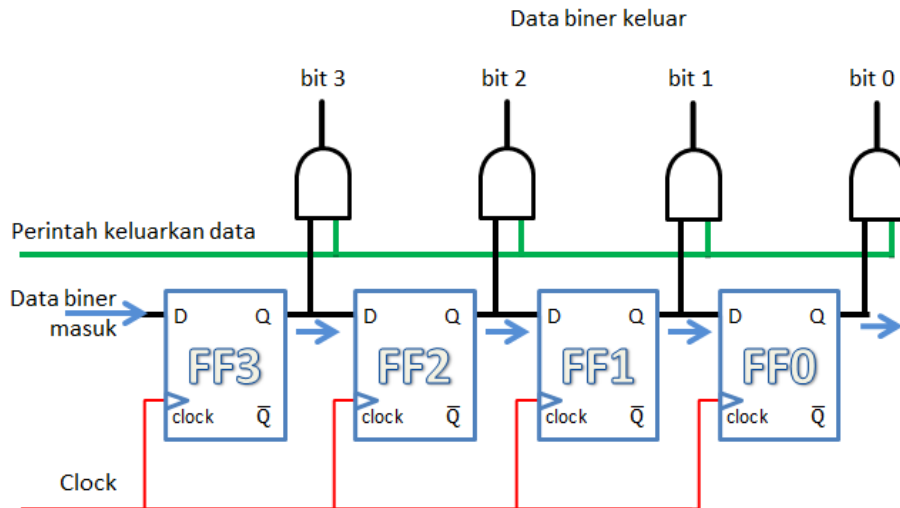 Data biner keluar
bit 3 bit 2 bit 1 bit 0
Perintah keluarkan data
Data biner
masuk
D Q D Q D Q D Q
FF3 FF2 FF1 FF0
clock Q̅ clock Q̅ clock Q̅ clock Q̅
Clock